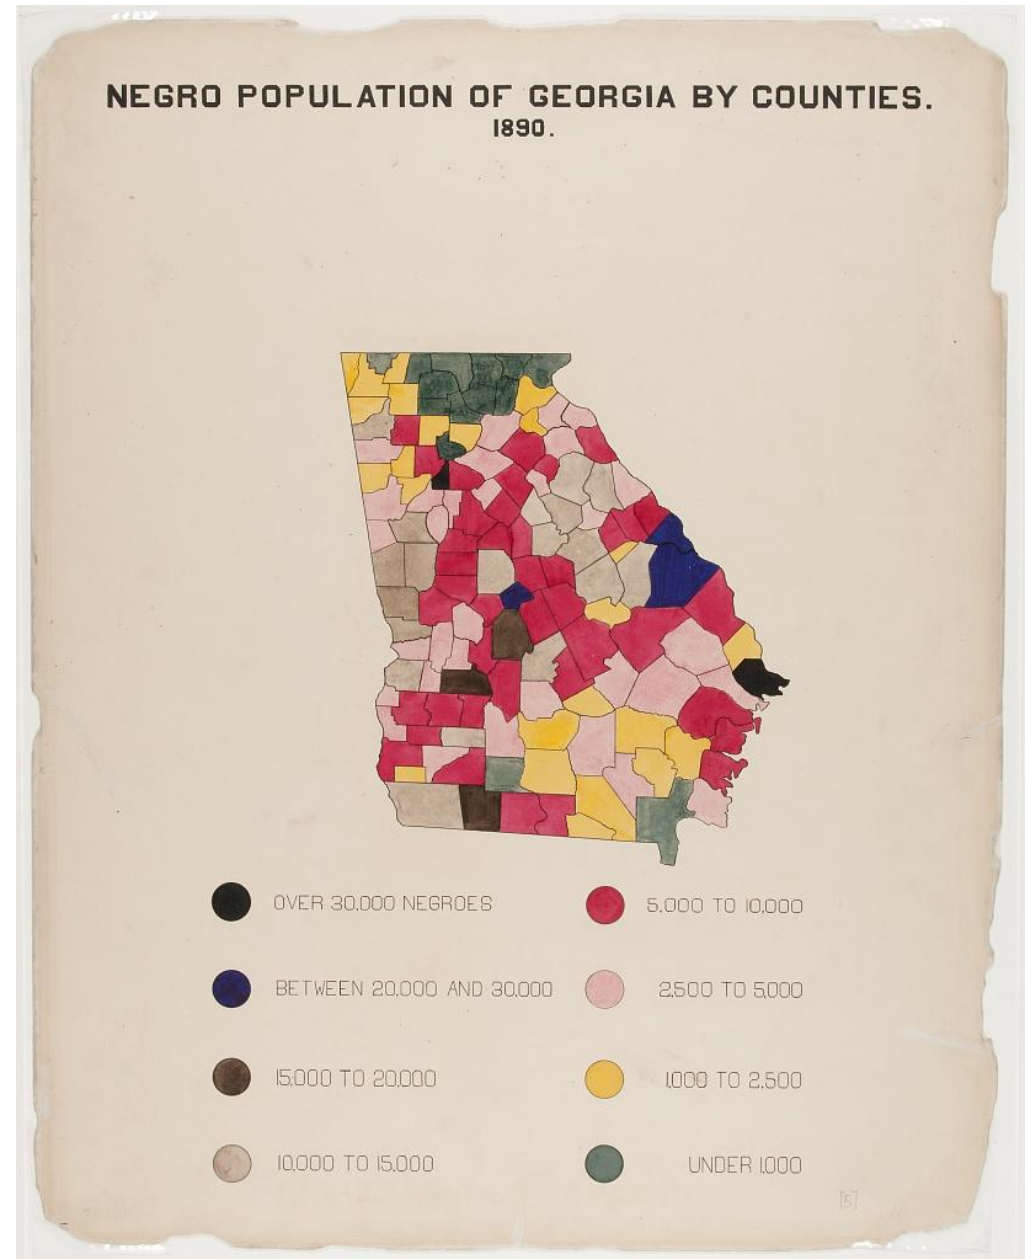 NEGRO POPULATION OF GEORGIA BY COUNTIES.
1890.
OVER 30,000 NEGROES
BETWEEN 20,000 AND 30,000
15,000 TO 20,000
10,000 TO 15,000
5,000 TO 10,000
2,500 TO 5,000
1,000 TO 2,500
UNDER 1,000
[5]